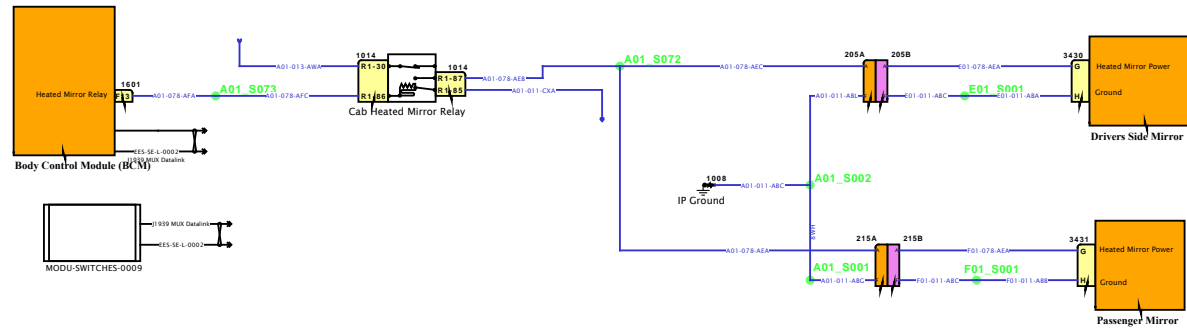 1014
A01-013-AWA
R1-30
1014
R1-87
A01-078-AEB
A01_S072
A01-078-AEC
205A
205B
E01-078-AEA
3430
G
Heated Mirror Power
1601
Heated Mirror Relay
F13
A01-078-AFA
A01_S073
A01-078-AFC
R1-86
R1-85
A01-011-CXA
Cab Heated Mirror Relay
A01-011-ABL
E01-011-ABC
E01_S001
E01-011-ABA
H
Ground
Drivers Side Mirror
EES-SE-L-0002
J1939 MUX Datalink
Body Control Module (BCM)
1008
A01-011-ABC
A01_S002
IP Ground
J1939 MUX Datalink
EES-SE-L-0002
MODU-SWITCHES-0009
8WH
A01-078-AEA
215A
215B
F01-078-AEA
3431
G
Heated Mirror Power
A01_S001
A01-011-ABG
F01-011-ABC
F01_S001
F01-011-ABB
H
Ground
Passenger Mirror